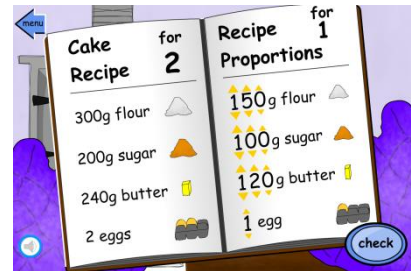 menu
Cake for
Recipe 2
300g flour
200g sugar
240g butter
2 eggs
Recipe for
Proportions 1
150g flour
100g sugar
120g butter
1 egg
check